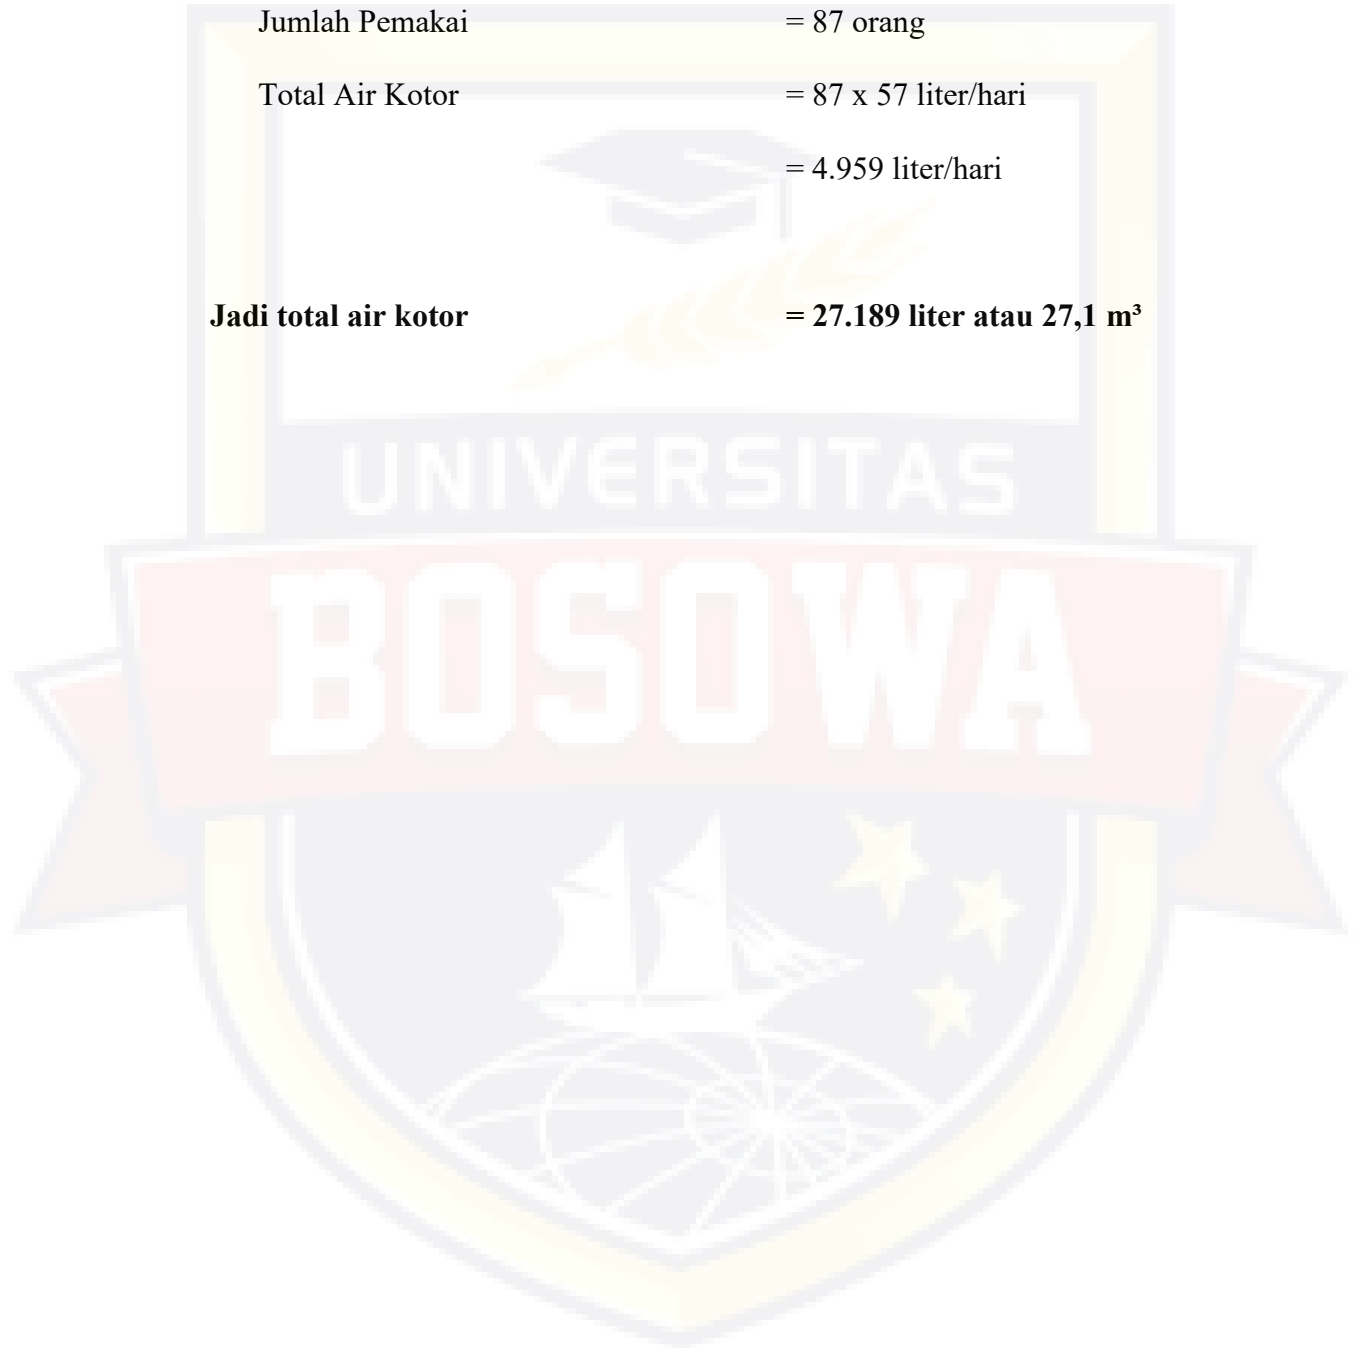 Jumlah Pemakai = 87 orang
Total Air Kotor = 87 x 57 liter/hari
= 4.959 liter/hari
Jadi total air kotor = 27.189 liter atau 27,1 m³
UNIVERSITAS
BOSOWA